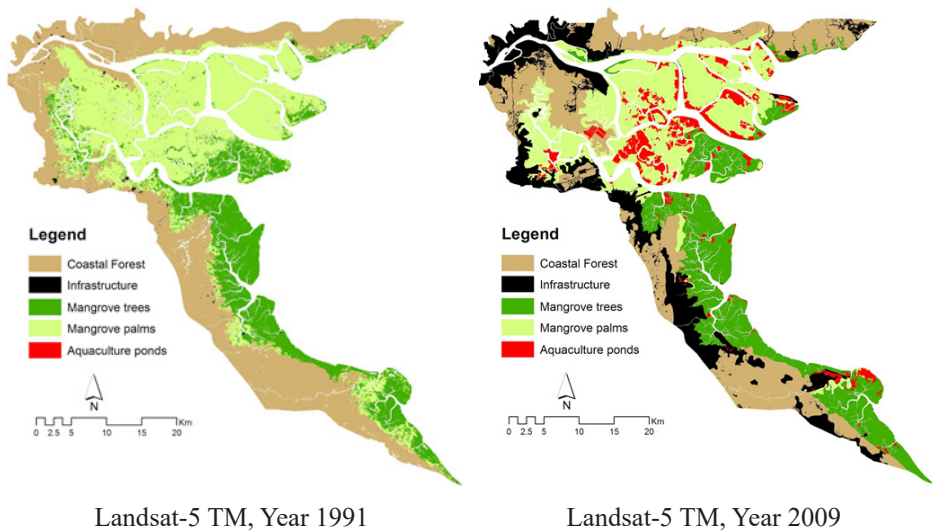 Legend
Coastal Forest
Infrastructure
Mangrove trees
Mangrove palms
Aquaculture ponds
N
Km
0 2.5 5 10 15 20
Landsat-5 TM, Year 1991
Legend
Coastal Forest
Infrastructure
Mangrove trees
Mangrove palms
Aquaculture ponds
N
Km
0 2.5 5 10 15 20
Landsat-5 TM, Year 2009